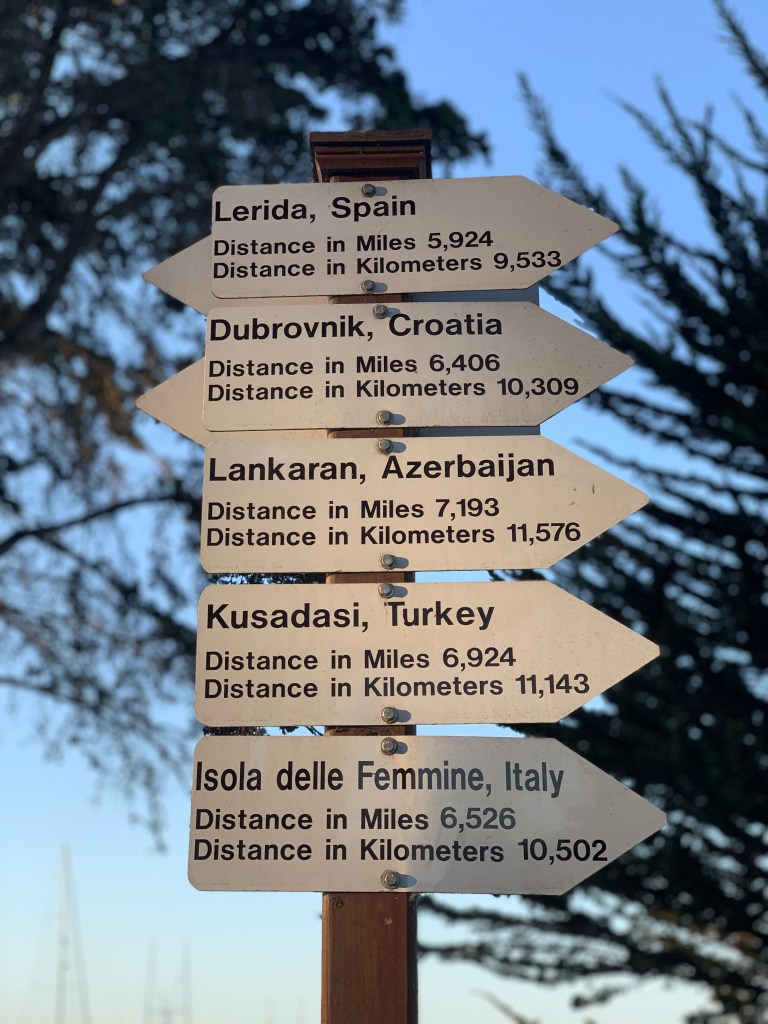 Lerida, Spain
Distance in Miles 5,924
Distance in Kilometers 9,533
Dubrovnik, Croatia
Distance in Miles 6,406
Distance in Kilometers 10,309
Lankaran, Azerbaijan
Distance in Miles 7,193
Distance in Kilometers 11,576
Kusadasi, Turkey
Distance in Miles 6,924
Distance in Kilometers 11,143
Isola delle Femmine, Italy
Distance in Miles 6,526
Distance in Kilometers 10,502